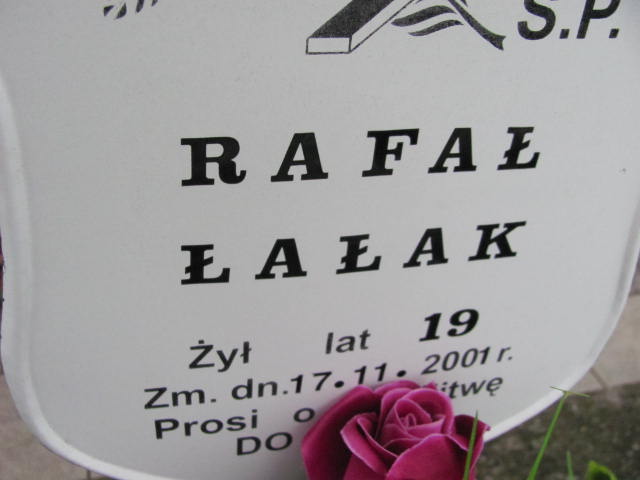 Ś.P.
RAFAŁ
ŁAŁAK
Żył lat 19
Zm. dn. 17.11.2001 r.
Prosi o
DO